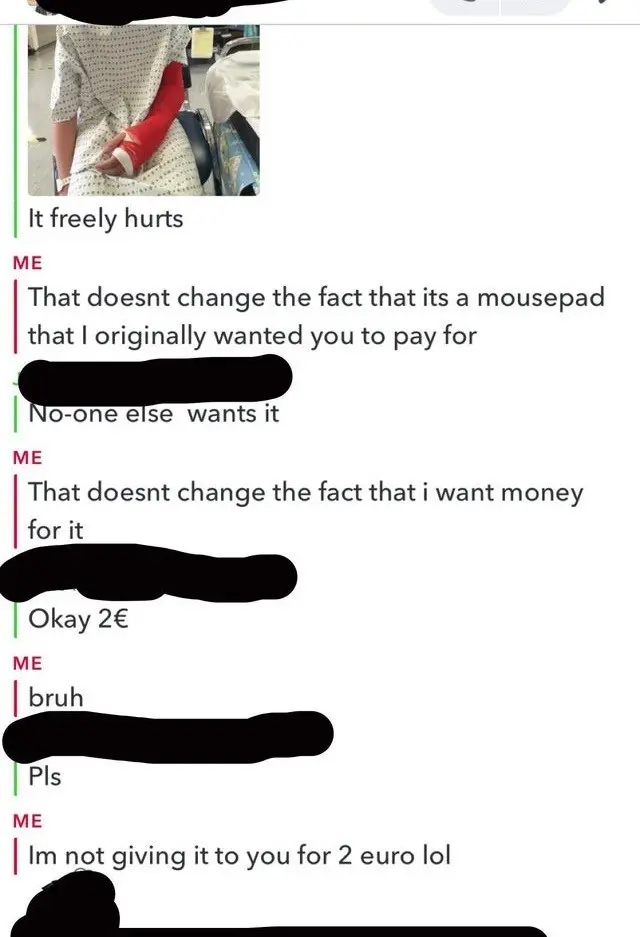 It freely hurts
ME
That doesnt change the fact that its a mousepad
that I originally wanted you to pay for
No-one else wants it
ME
That doesnt change the fact that i want money
for it
Okay 2€
ME
bruh
Pls
ME
Im not giving it to you for 2 euro lol